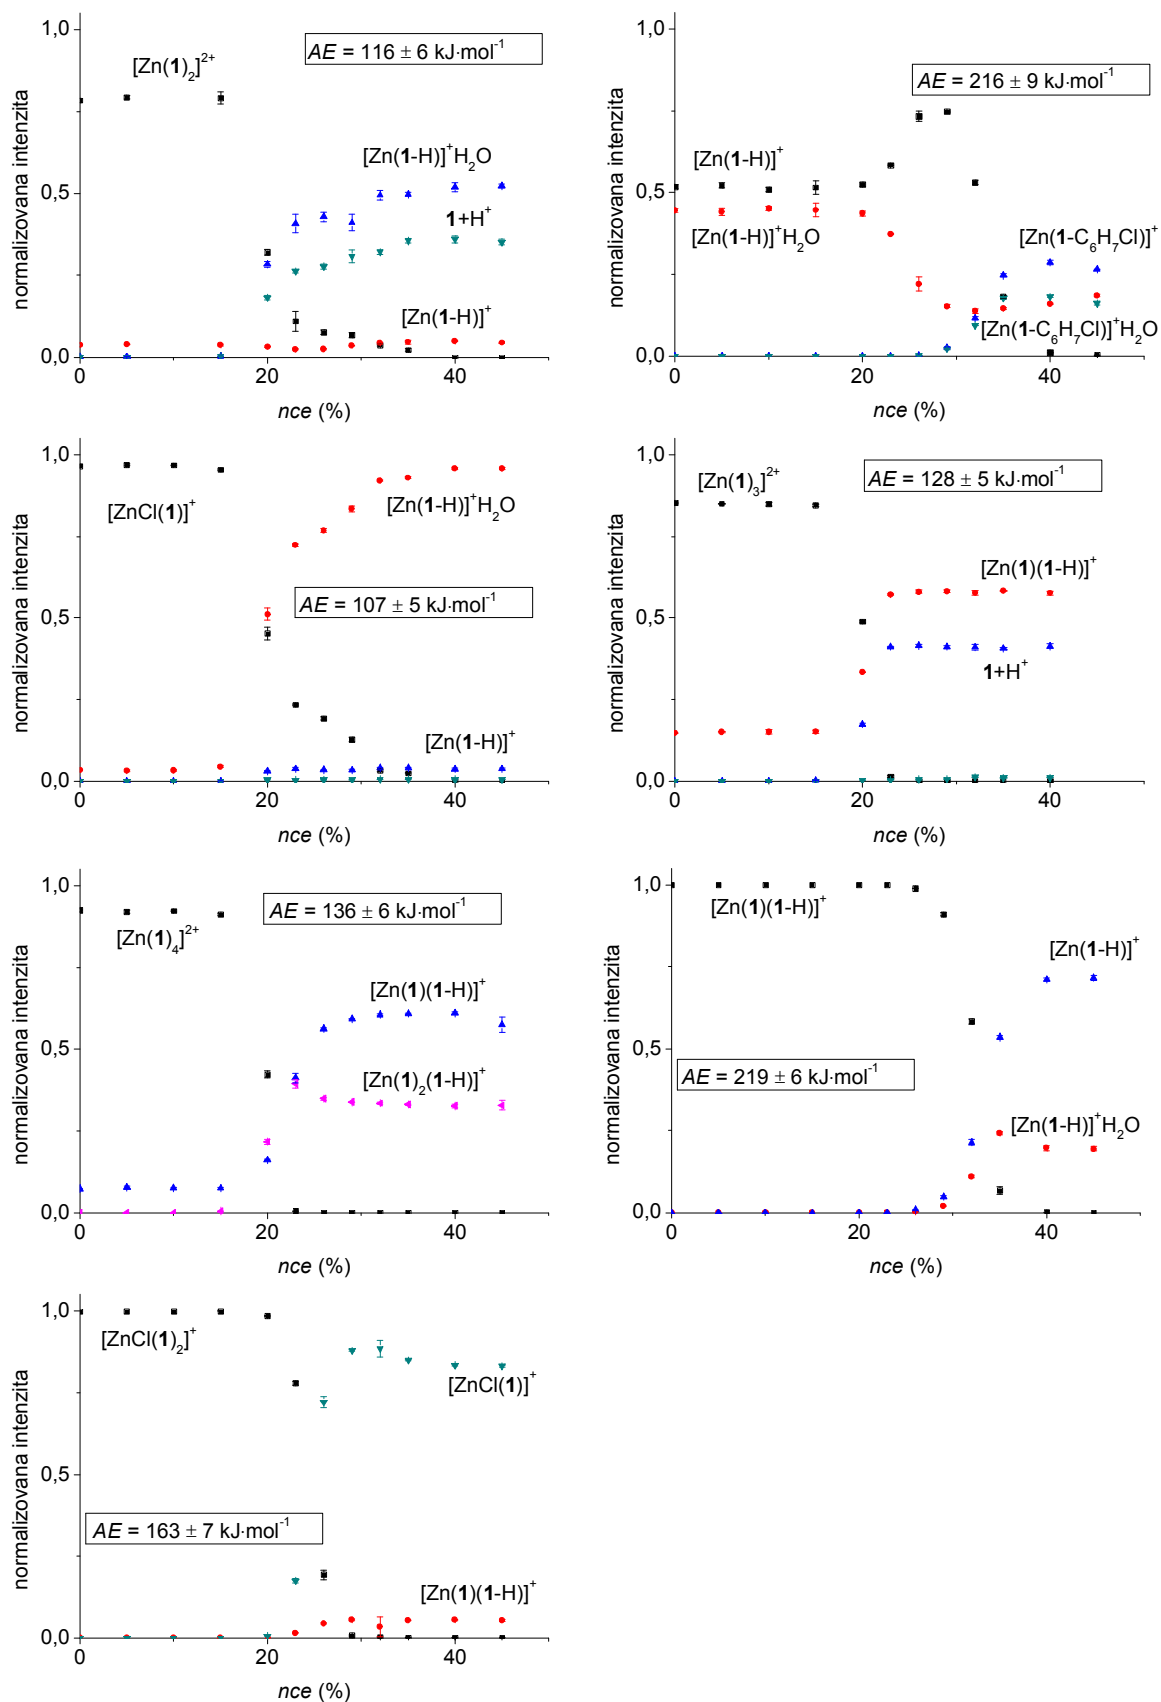 normalizovana intenzita
1,0
0,5
0,0
AE = 116 ± 6 kJ·mol⁻¹
[Zn(1)₂]²⁺
[Zn(1-H)]⁺H₂O
1+H⁺
[Zn(1-H)]⁺
0 20 40
nce (%)
normalizovana intenzita
1,0
0,5
0,0
AE = 216 ± 9 kJ·mol⁻¹
[Zn(1-H)]⁺
[Zn(1-H)]⁺H₂O
[Zn(1-C₆H₇Cl)]⁺
[Zn(1-C₆H₇Cl)]⁺H₂O
0 20 40
nce (%)
normalizovana intenzita
1,0
0,5
0,0
[ZnCl(1)]⁺
[Zn(1-H)]⁺H₂O
AE = 107 ± 5 kJ·mol⁻¹
[Zn(1-H)]⁺
0 20 40
nce (%)
normalizovana intenzita
1,0
0,5
0,0
[Zn(1)₃]²⁺
AE = 128 ± 5 kJ·mol⁻¹
[Zn(1)(1-H)]⁺
1+H⁺
0 20 40
nce (%)
normalizovana intenzita
1,0
0,5
0,0
AE = 136 ± 6 kJ·mol⁻¹
[Zn(1)₄]²⁺
[Zn(1)(1-H)]⁺
[Zn(1)₂(1-H)]⁺
0 20 40
nce (%)
normalizovana intenzita
1,0
0,5
0,0
[Zn(1)(1-H)]⁺
[Zn(1-H)]⁺
AE = 219 ± 6 kJ·mol⁻¹
[Zn(1-H)]⁺H₂O
0 20 40
nce (%)
normalizovana intenzita
1,0
0,5
0,0
[ZnCl(1)₂]⁺
[ZnCl(1)]⁺
AE = 163 ± 7 kJ·mol⁻¹
[Zn(1)(1-H)]⁺
0 20 40
nce (%)